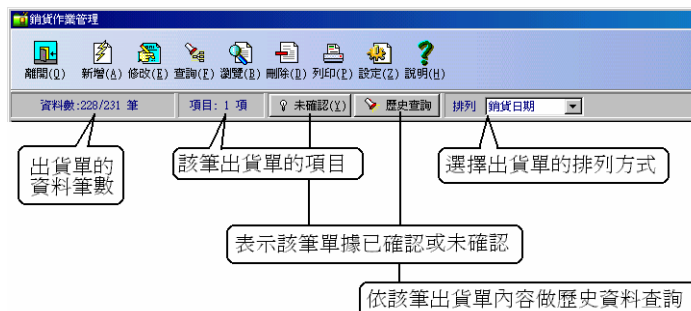 銷貨作業管理
離開(Q) 新增(A) 修改(E) 查詢(F) 瀏覽(B) 刪除(D) 列印(P) 設定(Z) 說明(H)
資料數:228/231 筆 項目: 1 項 未確認(Y) 歷史查詢 排列 銷貨日期
出貨單的
資料筆數
該筆出貨單的項目
選擇出貨單的排列方式
表示該筆單據已確認或未確認
依該筆出貨單內容做歷史資料查詢